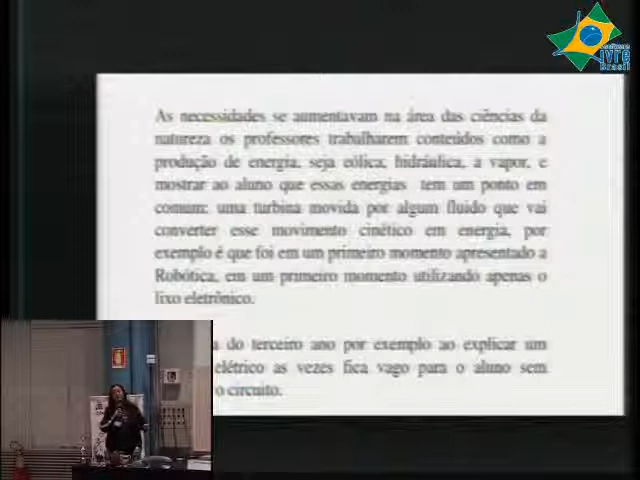 ivre
Brasil
As necessidades se aumentavam na área das ciências da
natureza os professores trabalharem conteúdos como a
produção de energia, seja eólica, hidráulica, a vapor, e
mostrar ao aluno que essas energias tem um ponto em
comum: uma turbina movida por algum fluido que vai
converter esse movimento cinético em energia, por
exemplo é que foi em um primeiro momento apresentado a
Robótica, em um primeiro momento utilizando apenas o
lixo eletrônico.
a do terceiro ano por exemplo ao explicar um
elétrico as vezes fica vago para o aluno sem
o circuito.